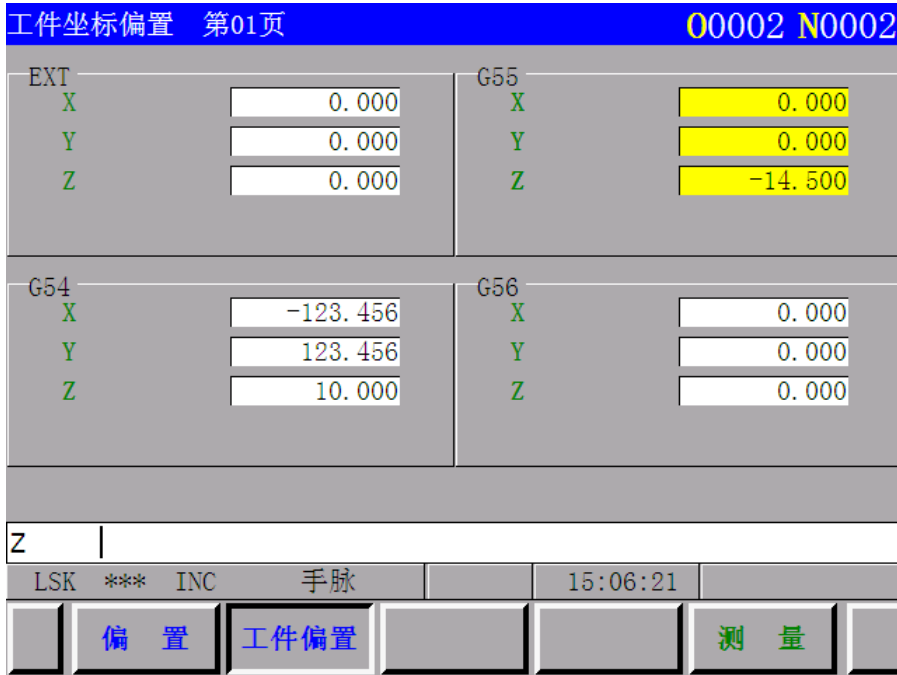 工件坐标偏置 第01页 O0002 N0002
EXT G55
X 0.000 X 0.000
Y 0.000 Y 0.000
Z 0.000 Z -14.500
G54 G56
X -123.456 X 0.000
Y 123.456 Y 0.000
Z 10.000 Z 0.000
Z
LSK *** INC 手脉 15:06:21
偏 置 工件偏置 测 量